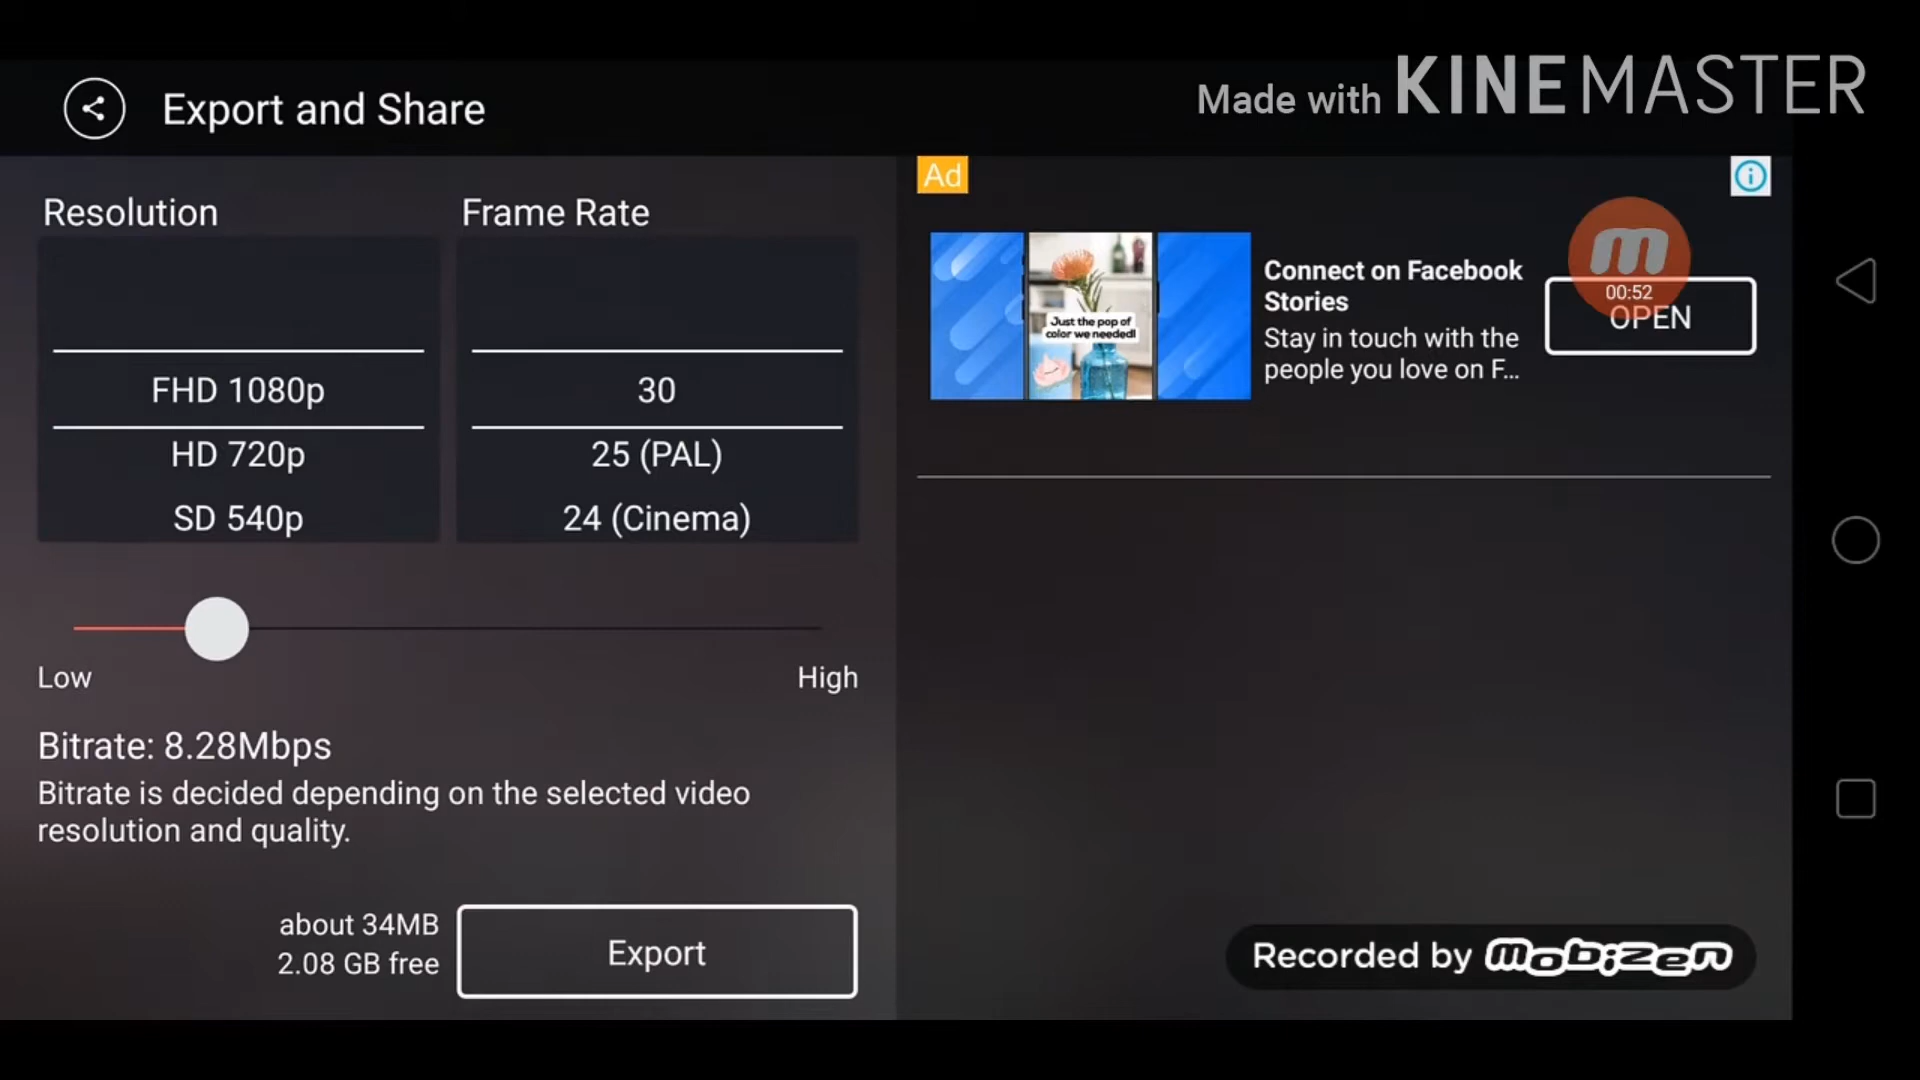 Export and Share
Made with KINEMASTER
Resolution
Frame Rate
FHD 1080p
HD 720p
SD 540p
30
25 (PAL)
24 (Cinema)
Low
High
Bitrate: 8.28Mbps
Bitrate is decided depending on the selected video
resolution and quality.
about 34MB
2.08 GB free
Export
Ad
Just the pop of
color we needed!
Connect on Facebook
Stories
Stay in touch with the
people you love on F...
00:52
OPEN
Recorded by mobizen